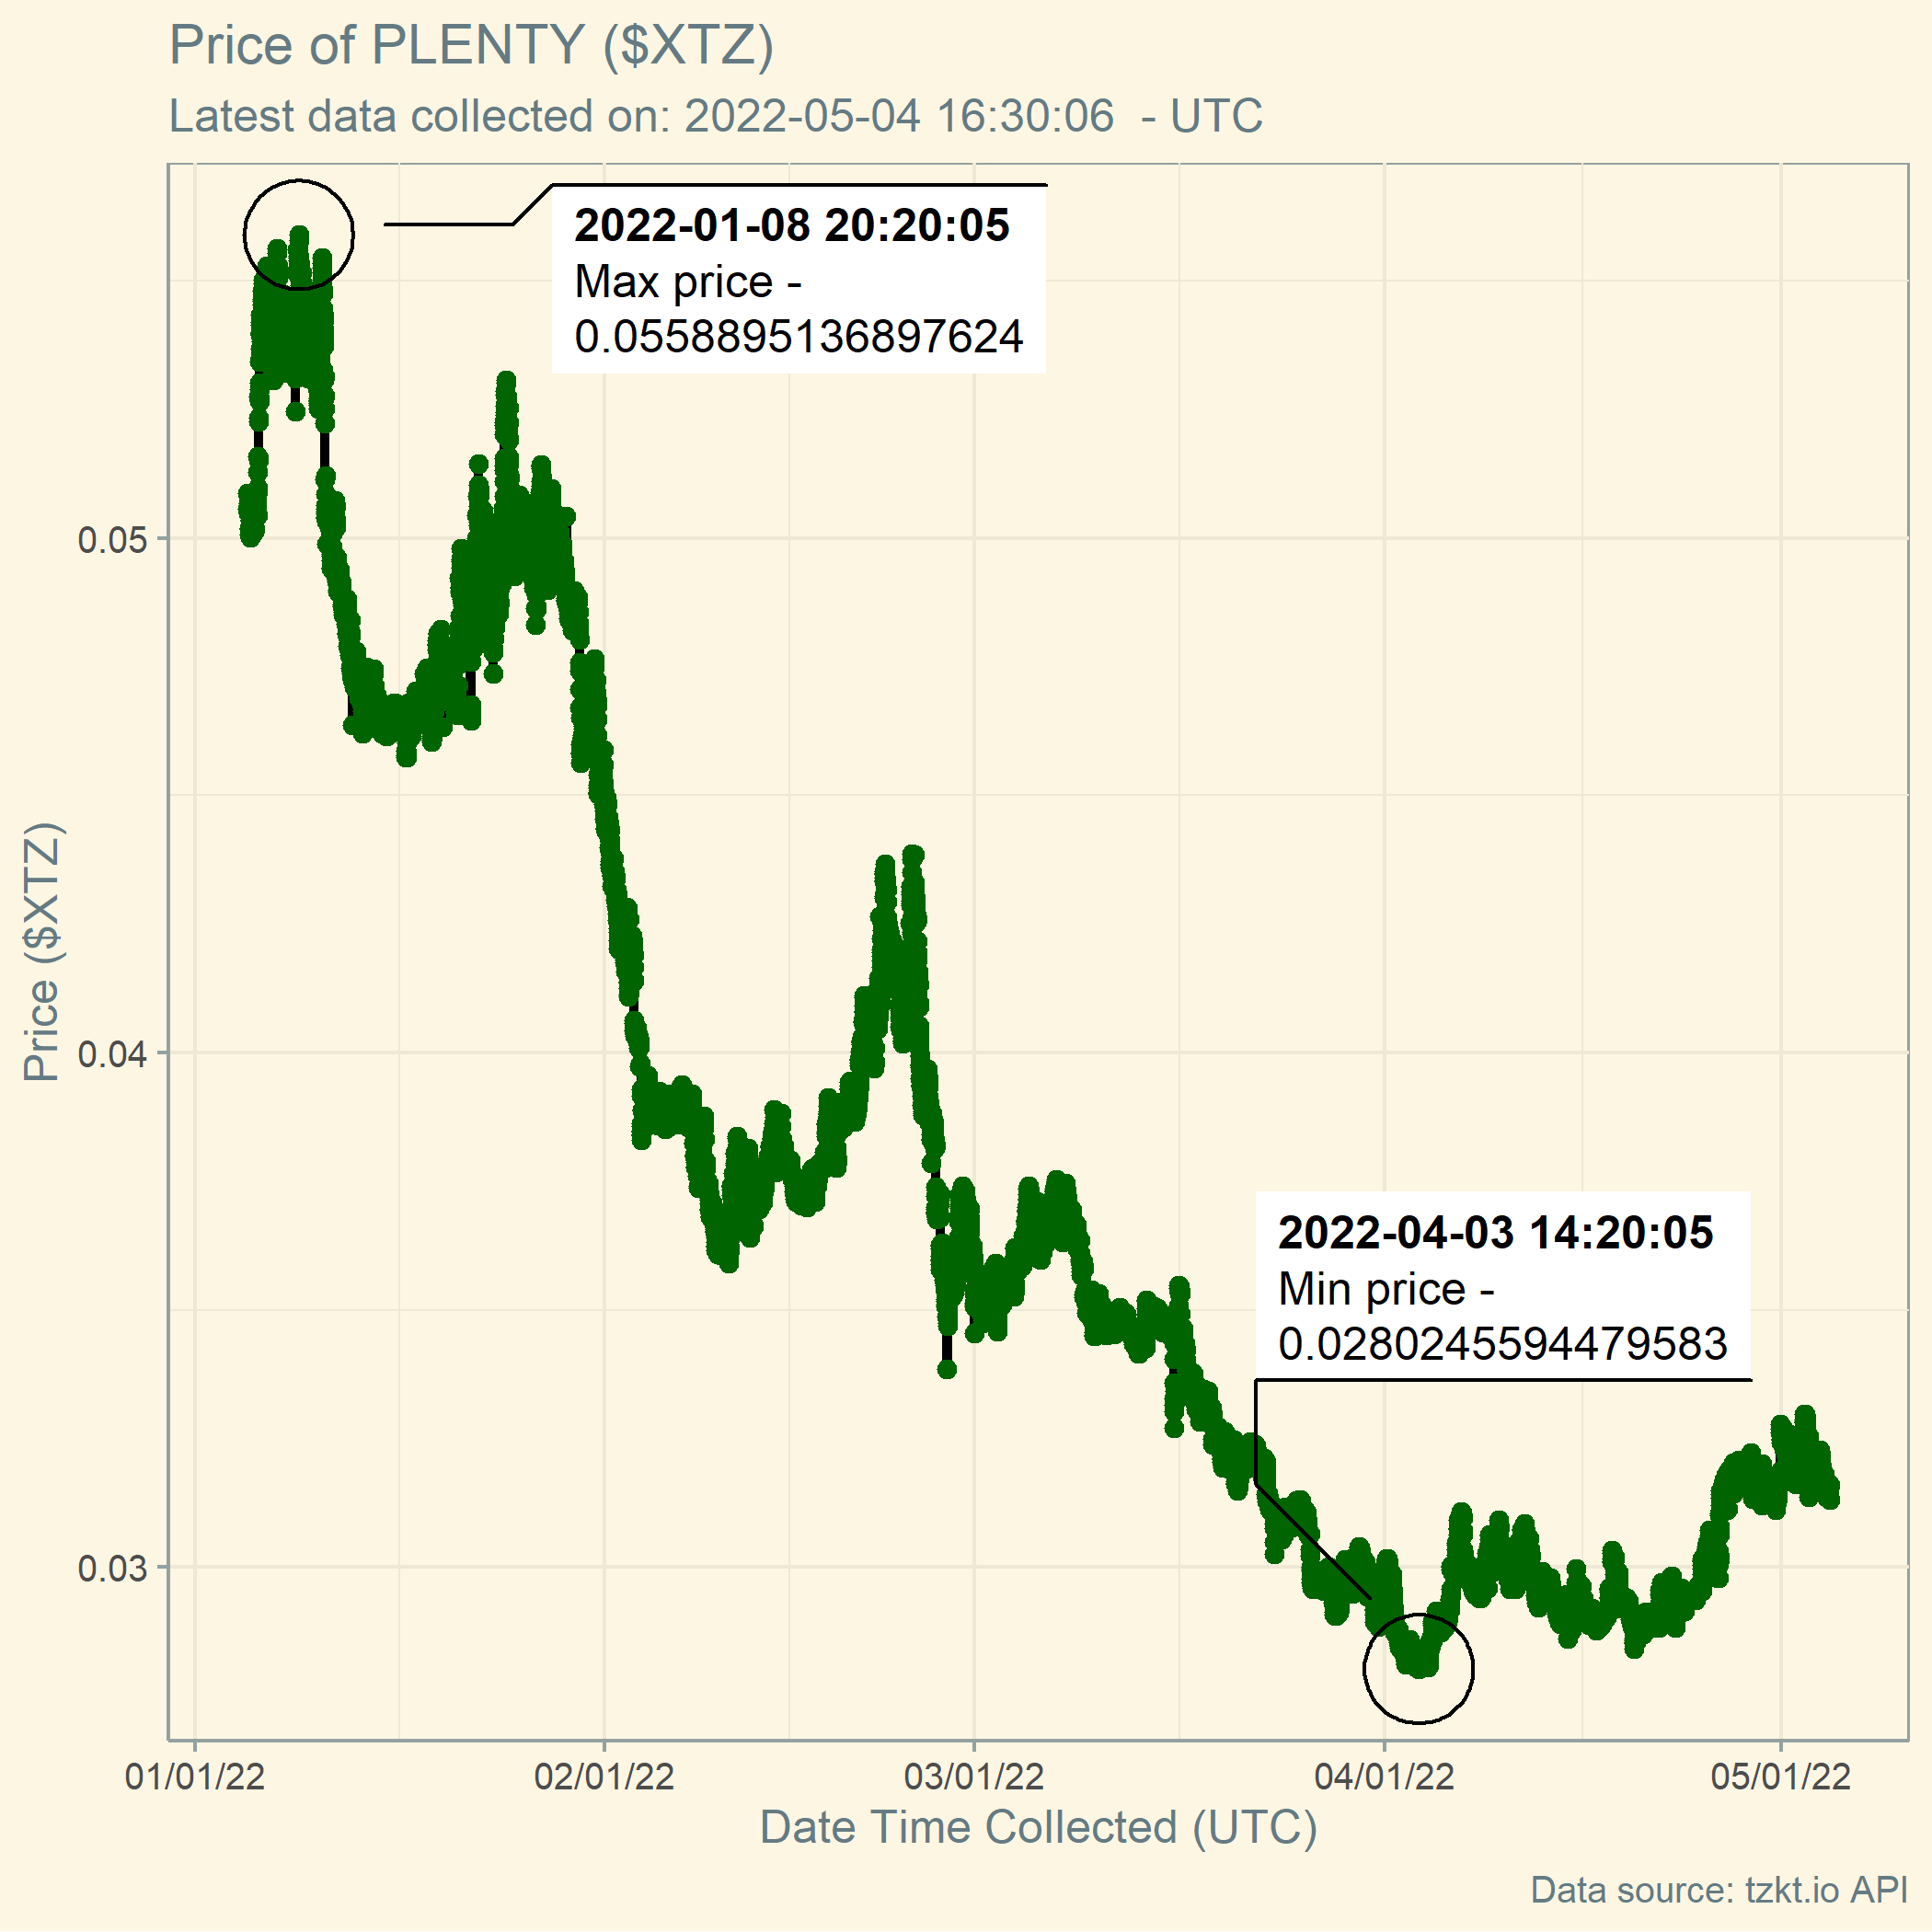 Price of PLENTY ($XTZ)
Latest data collected on: 2022-05-04 16:30:06  - UTC
2022-01-08 20:20:05
Max price -
0.0558895136897624
0.05
0.04
0.03
Price ($XTZ)
2022-04-03 14:20:05
Min price -
0.0280245594479583
01/01/22
02/01/22
03/01/22
04/01/22
05/01/22
Date Time Collected (UTC)
Data source: tzkt.io API